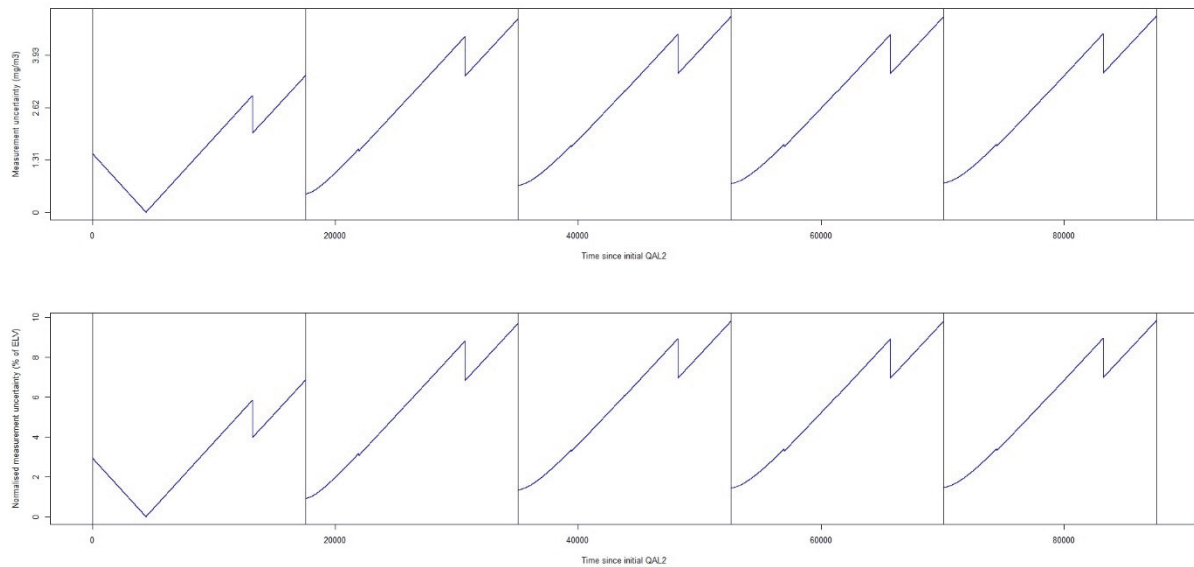 Measurement uncertainty (mg/m3)
3.93
2.62
1.31
0
0 20000 40000 60000 80000
Time since initial QAL2
Normalised measurement uncertainty (% of ELV)
10
8
6
4
2
0
0 20000 40000 60000 80000
Time since initial QAL2